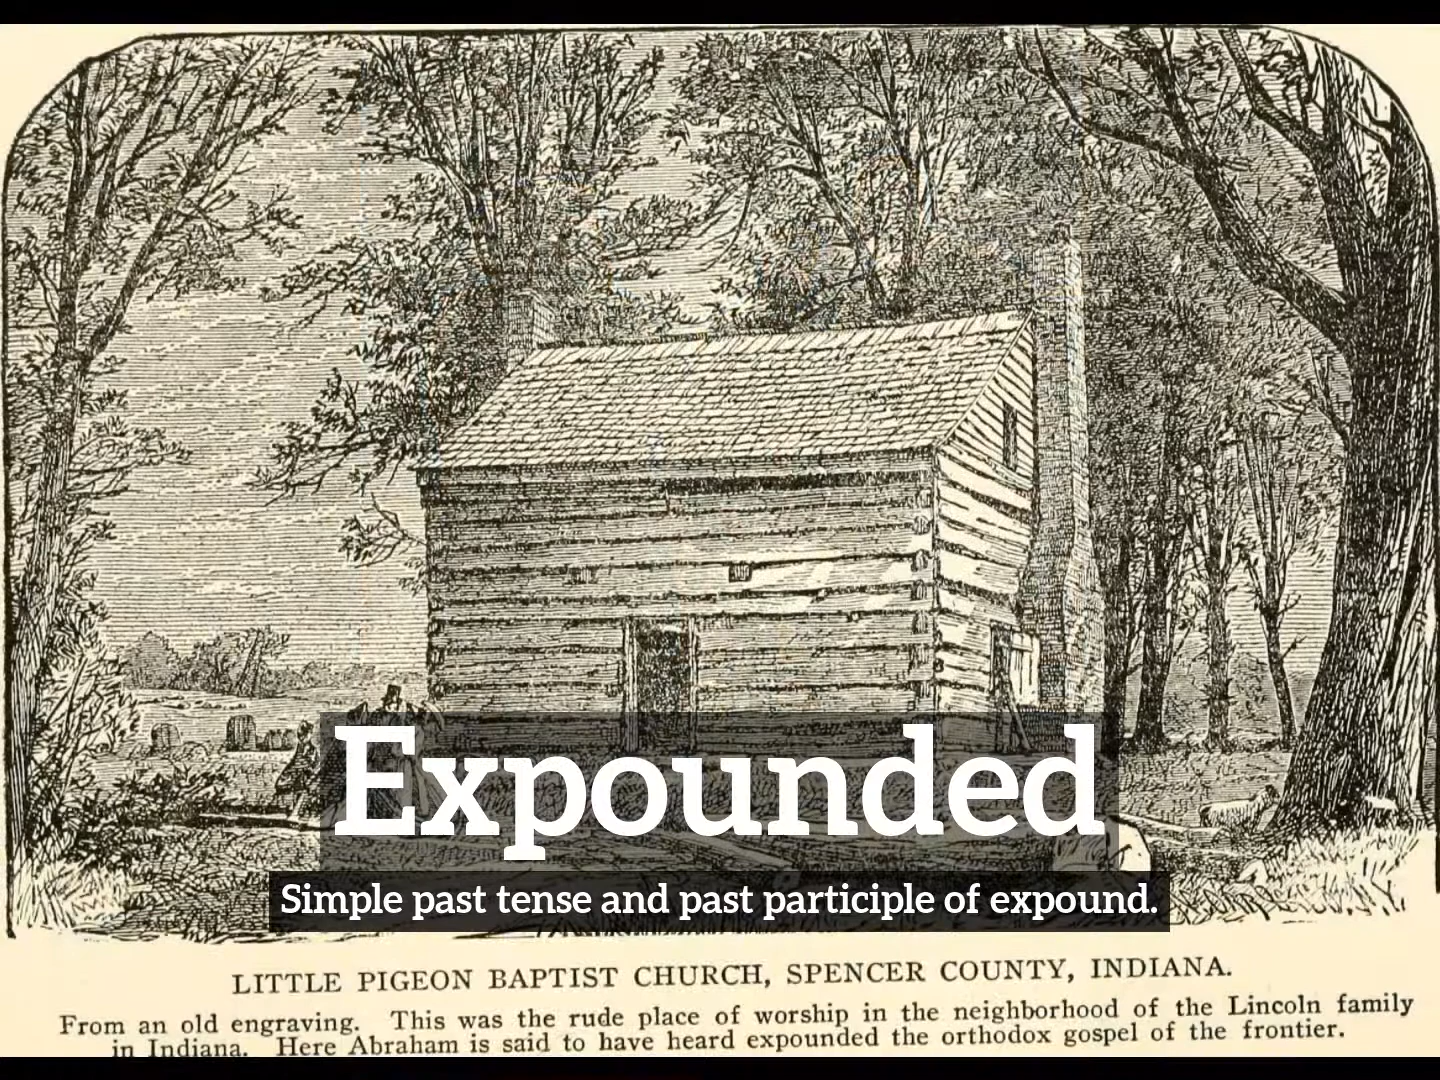 Expounded
Simple past tense and past participle of expound.
LITTLE PIGEON BAPTIST CHURCH, SPENCER COUNTY, INDIANA.
From an old engraving. This was the rude place of worship in the neighborhood of the Lincoln family
in Indiana. Here Abraham is said to have heard expounded the orthodox gospel of the frontier.